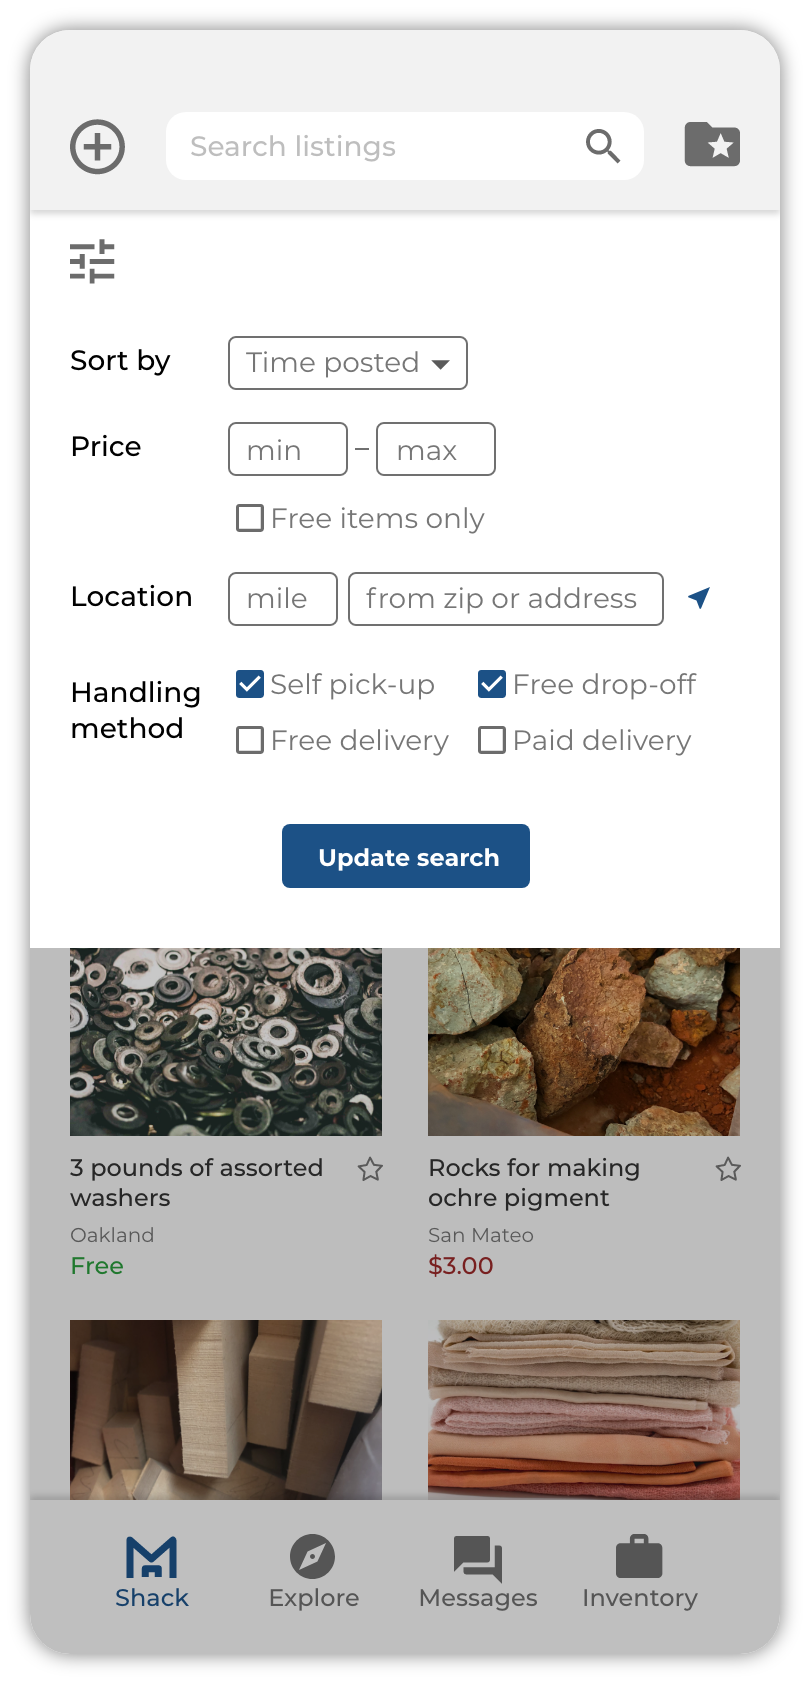 Search listings
Sort by
Time posted
Price
min – max
Free items only
Location
mile
from zip or address
Handling
method
Self pick-up
Free drop-off
Free delivery
Paid delivery
Update search
3 pounds of assorted
washers
Oakland
Free
Rocks for making
ochre pigment
San Mateo
$3.00
Shack
Explore
Messages
Inventory